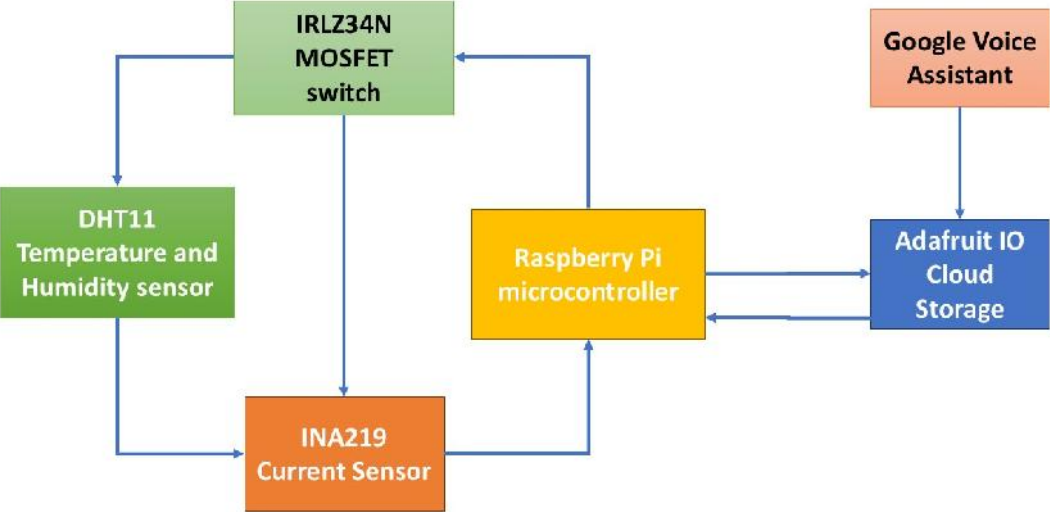 IRLZ34N
MOSFET
switch
Google Voice
Assistant
DHT11
Temperature and
Humidity sensor
Raspberry Pi
microcontroller
Adafruit IO
Cloud
Storage
INA219
Current Sensor